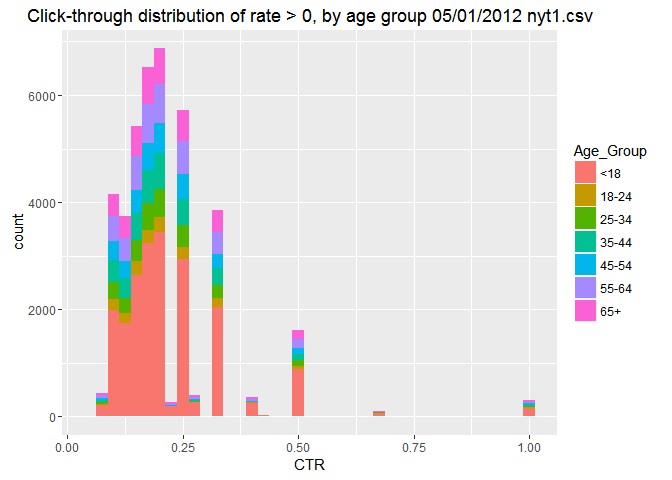 Click-through distribution of rate > 0, by age group 05/01/2012 nyt1.csv
6000
4000
2000
0
count
0.00 0.25 0.50 0.75 1.00
CTR
Age_Group
<18
18-24
25-34
35-44
45-54
55-64
65+